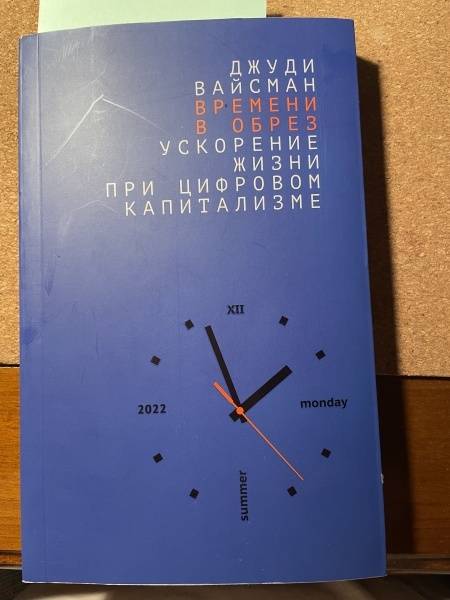 ДЖУДИ
ВАЙСМАН
ВРЕМЕНИ
В ОБРЕЗ
УСКОРЕНИЕ
ЖИЗНИ
ПРИ ЦИФРОВОМ
КАПИТАЛИЗМЕ
XII
2022
monday
summer